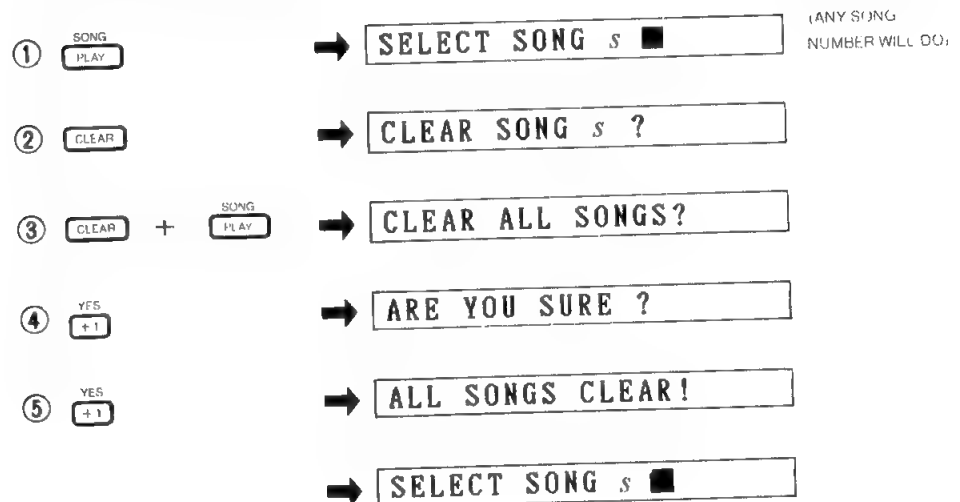 SONG
① PLAY ➡ SELECT SONG s ■ (ANY SONG
NUMBER WILL DO)
② CLEAR ➡ CLEAR SONG s ?
SONG
③ CLEAR + PLAY ➡ CLEAR ALL SONGS?
YES
④ +1 ➡ ARE YOU SURE ?
YES
⑤ +1 ➡ ALL SONGS CLEAR!
➡ SELECT SONG s ■